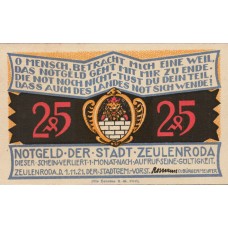 O MENSCH, BETRACHT MICH EINE WEIL,
DAS NOTGELD GEHT MIT MIR ZU ENDE.
DIE NOT NOCH NICHT-TUST DU DEIN TEIL,
DASS AUCH DES LANDES NOT SICH WENDE!
25 25
NOTGELD·DER·STADT·ZEULENRODA
DIESER·SCHEIN·VERLIERT·1·MONAT·NACH·AUFRUF·SEINE·GÜLTIGKEIT.
ZEULENRODA, D. 1. 11. 21. DER·STADTGEM.·VORST.